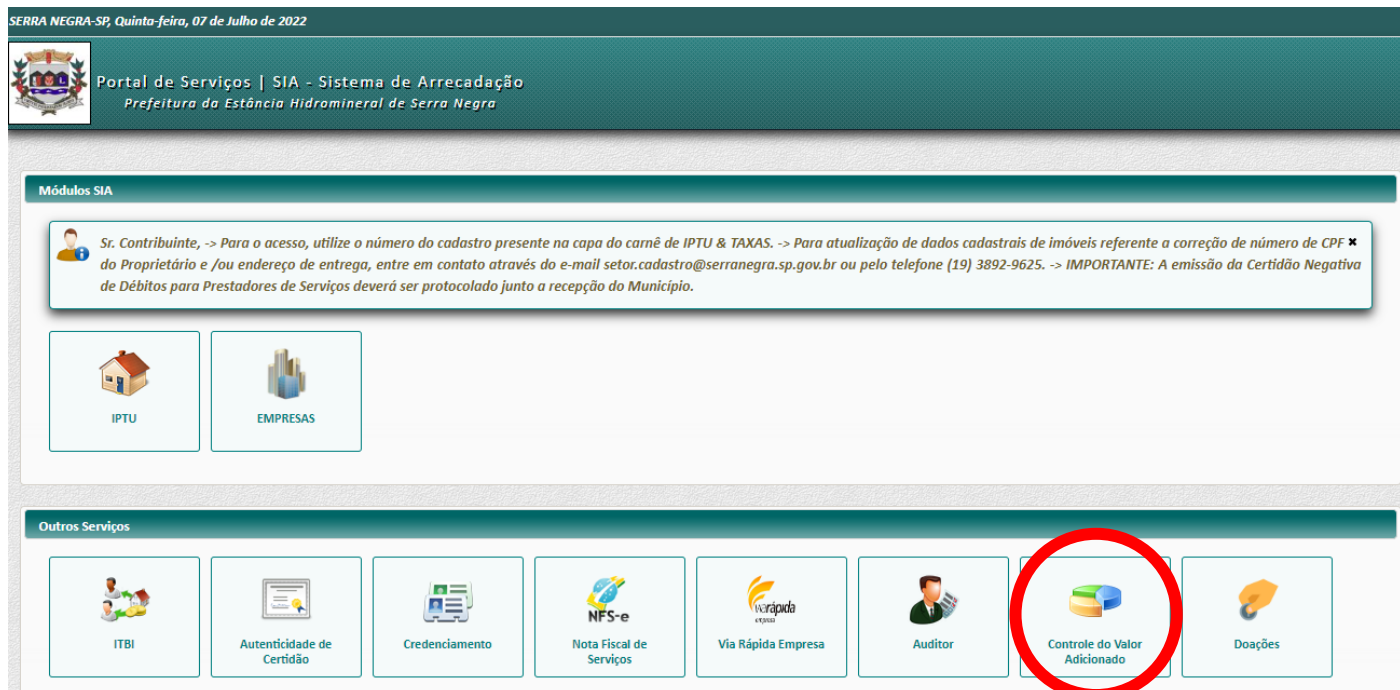 SERRA NEGRA-SP, Quinta-feira, 07 de Julho de 2022
Portal de Serviços | SIA - Sistema de Arrecadação
Prefeitura da Estância Hidromineral de Serra Negra
Módulos SIA
Sr. Contribuinte, -> Para o acesso, utilize o número do cadastro presente na capa do carnê de IPTU & TAXAS. -> Para atualização de dados cadastrais de imóveis referente a correção de número de CPF
do Proprietário e /ou endereço de entrega, entre em contato através do e-mail setor.cadastro@serranegra.sp.gov.br ou pelo telefone (19) 3892-9625. -> IMPORTANTE: A emissão da Certidão Negativa
de Débitos para Prestadores de Serviços deverá ser protocolado junto a recepção do Município.
IPTU
EMPRESAS
Outros Serviços
ITBI
Autenticidade de
Certidão
Credenciamento
NFS-e
Nota Fiscal de
Serviços
viarápida
empresa
Via Rápida Empresa
Auditor
Controle do Valor
Adicionado
Doações